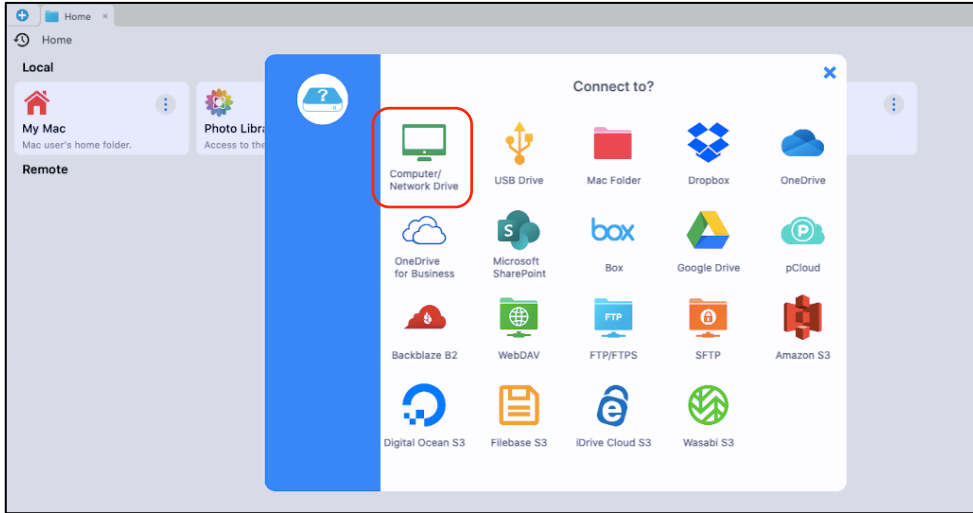 Home ×
Home
Local
My Mac
Mac user's home folder.
Photo Libra
Access to the
Remote
?
Connect to?
Computer/
Network Drive
USB Drive
Mac Folder
Dropbox
OneDrive
OneDrive
for Business
S
Microsoft
SharePoint
box
Box
Google Drive
P
pCloud
Backblaze B2
WebDAV
FTP
FTP/FTPS
SFTP
Amazon S3
Digital Ocean S3
Filebase S3
e
iDrive Cloud S3
Wasabi S3